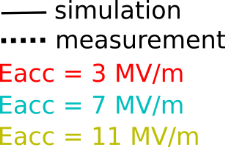 simulation
measurement
Eacc = 3 MV/m
Eacc = 7 MV/m
Eacc = 11 MV/m